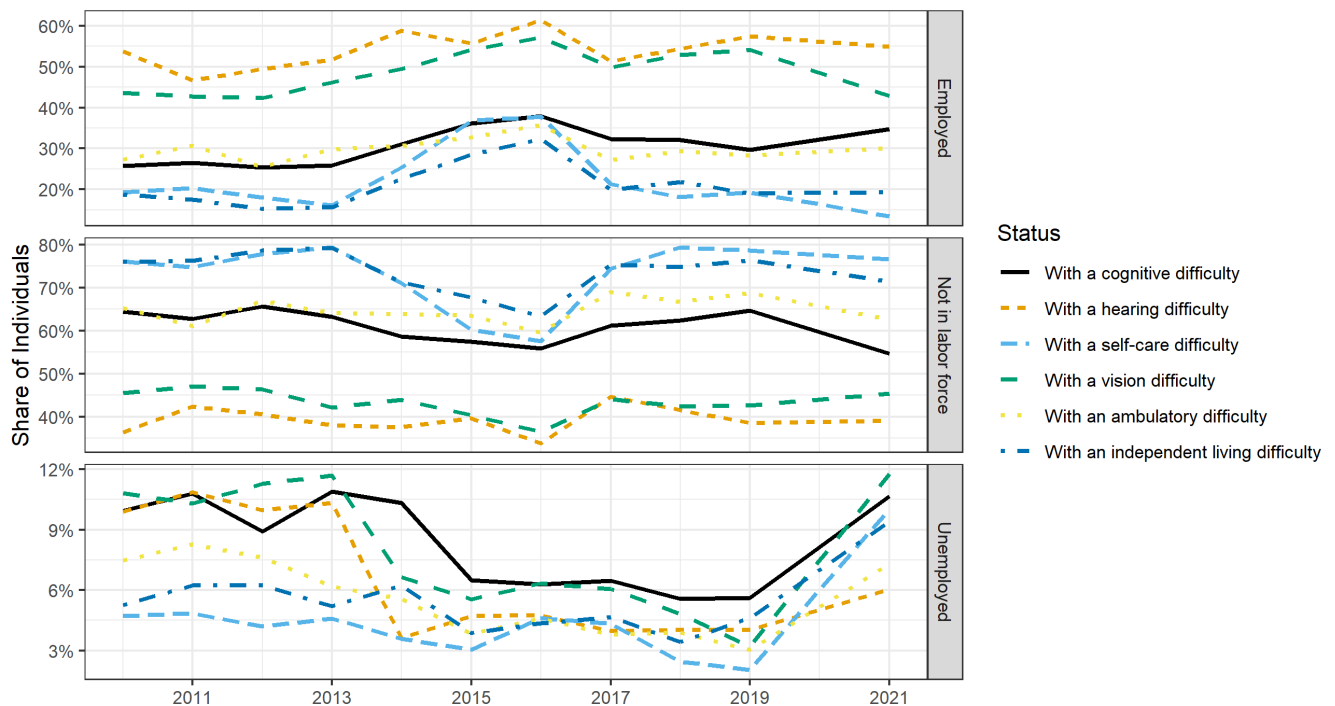 Share of Individuals
60%
50%
40%
30%
20%
Employed
80%
70%
60%
50%
40%
Not in labor force
12%
9%
6%
3%
Unemployed
2011
2013
2015
2017
2019
2021
Status
With a cognitive difficulty
With a hearing difficulty
With a self-care difficulty
With a vision difficulty
With an ambulatory difficulty
With an independent living difficulty